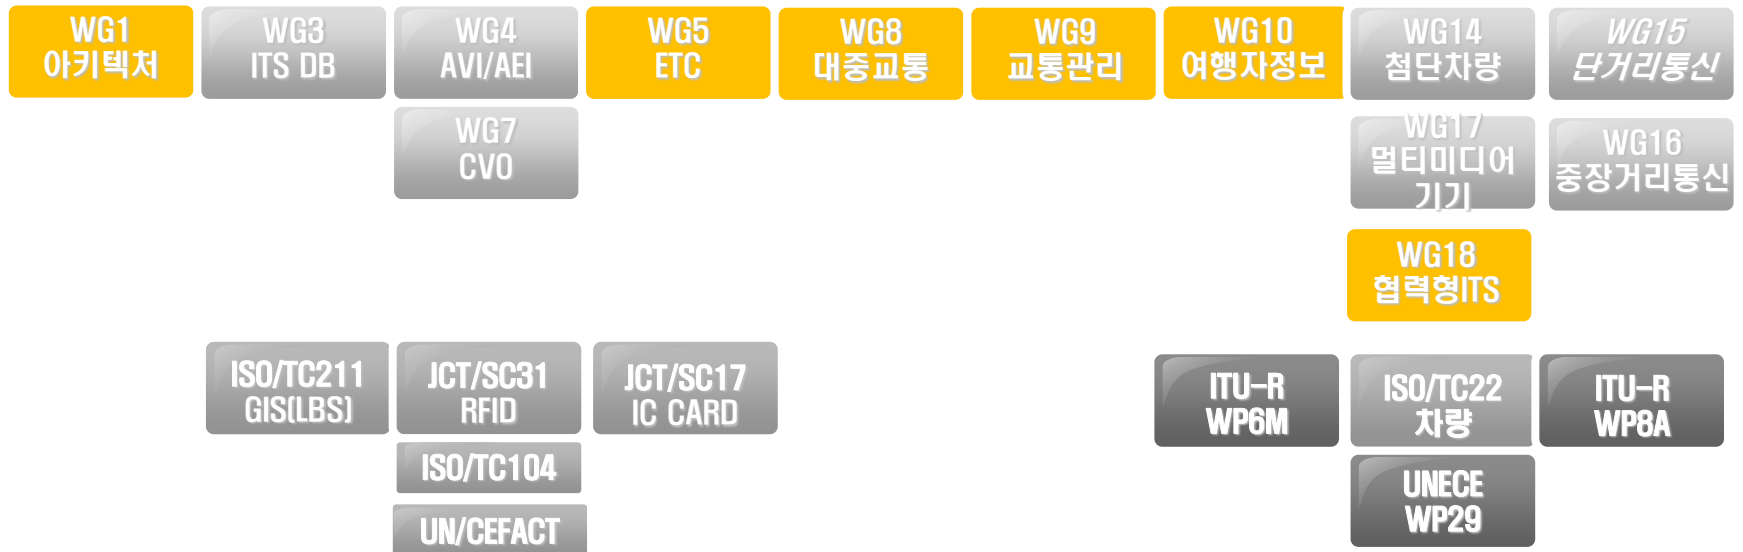 WG1
아키텍처
WG3
ITS DB
WG4
AVI/AEI
WG5
ETC
WG8
대중교통
WG9
교통관리
WG10
여행자정보
WG14
첨단차량
WG15
단거리통신
WG7
CVO
WG17
멀티미디어
기기
WG16
중장거리통신
WG18
협력형ITS
ISO/TC211
GIS(LBS)
JCT/SC31
RFID
JCT/SC17
IC CARD
ITU-R
WP6M
ISO/TC22
차량
ITU-R
WP8A
ISO/TC104
UNECE
WP29
UN/CEFACT